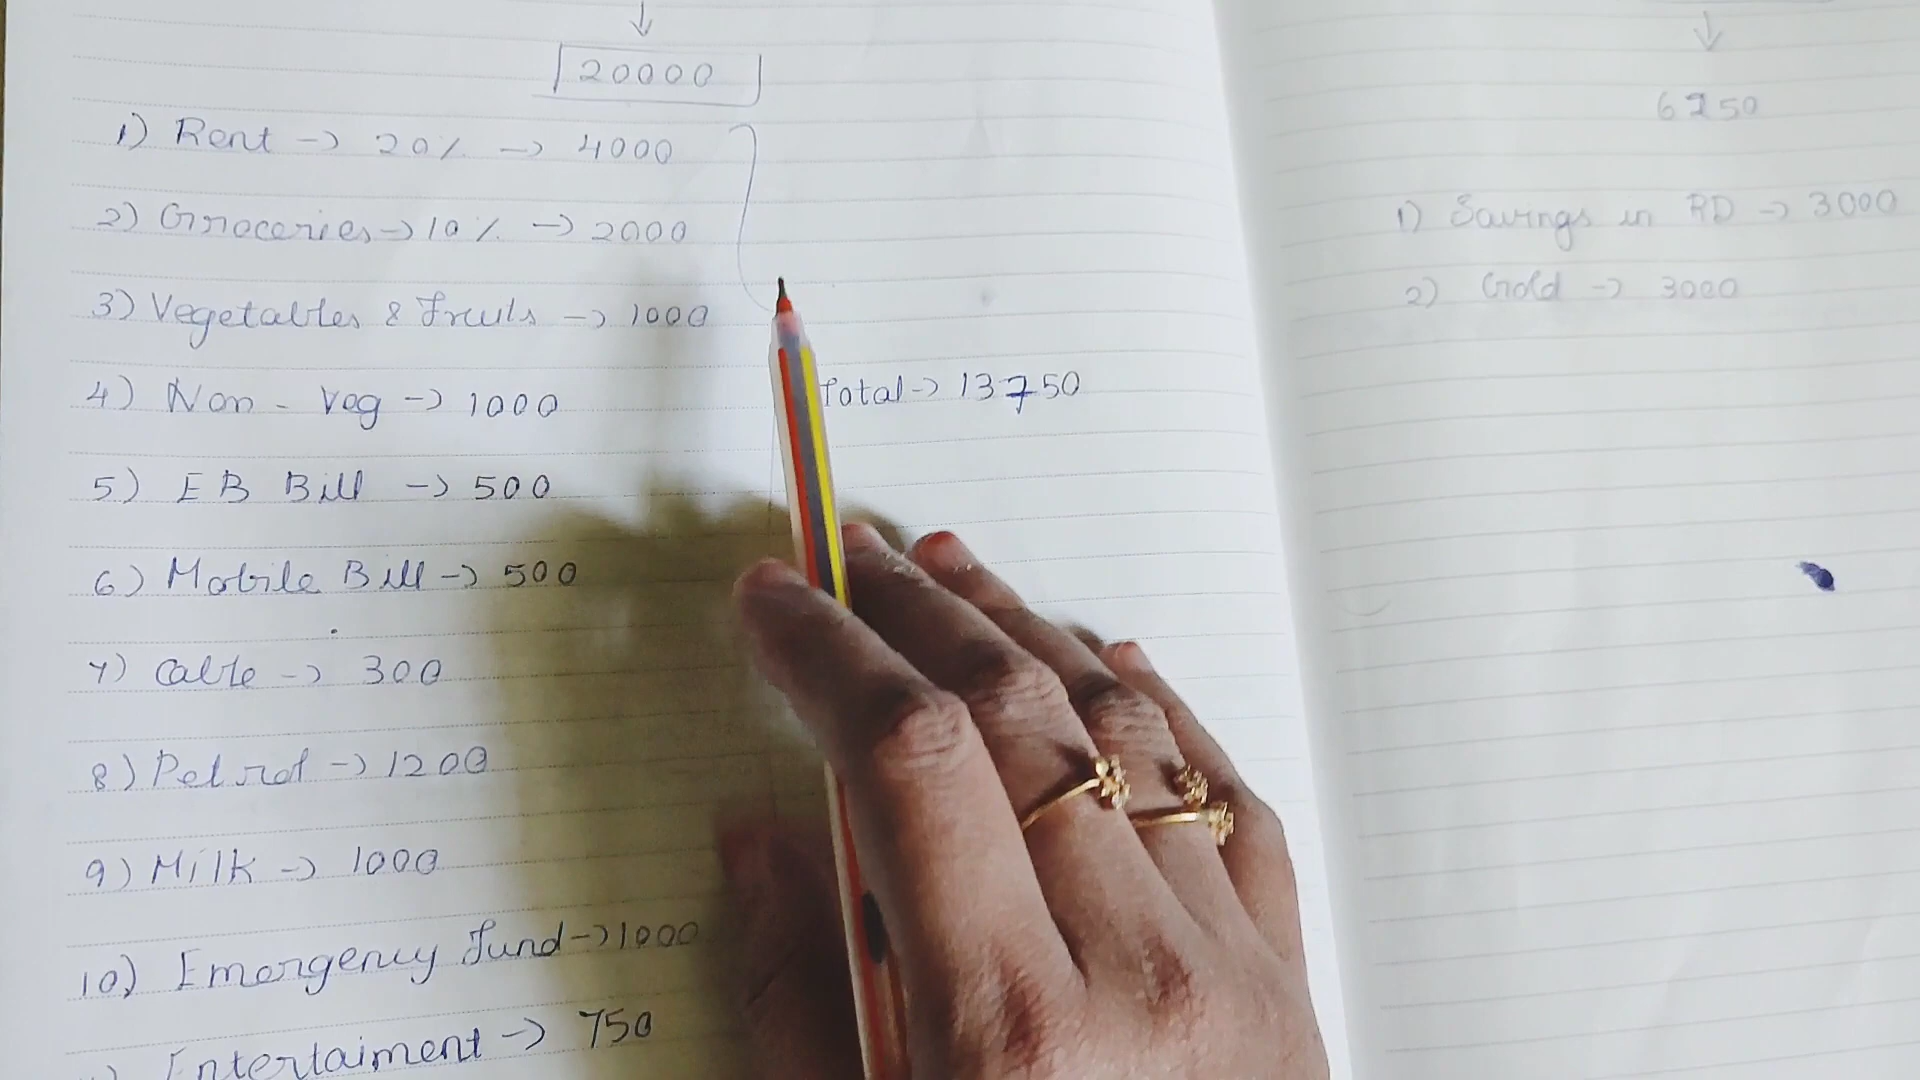 20000
1) Rent -> 20% -> 4000
2) Groceries -> 10% -> 2000
3) Vegetables & Fruits -> 1000
4) Non - Veg -> 1000
Total -> 13750
5) EB Bill -> 500
6) Mobile Bill -> 500
7) Cable -> 300
8) Petrol -> 1200
9) Milk -> 1000
10) Emergency Fund -> 1000
Entertaiment -> 750
6250
1) Savings in RD -> 3000
2) Gold -> 3000